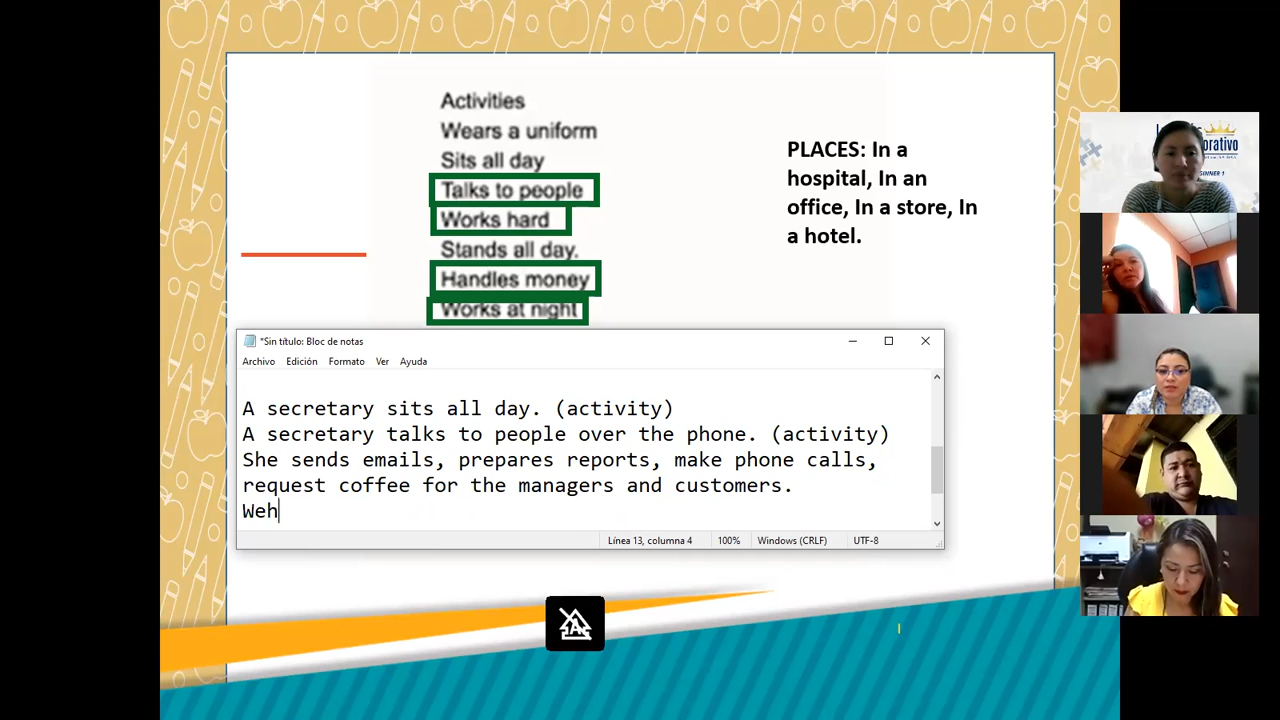 Activities
Wears a uniform
Sits all day
Talks to people
Works hard
Stands all day.
Handles money
Works at night
PLACES: In a
hospital, In an
office, In a store, In
a hotel.
*Sin título: Bloc de notas
Archivo Edición Formato Ver Ayuda
A secretary sits all day. (activity)
A secretary talks to people over the phone. (activity)
She sends emails, prepares reports, make phone calls,
request coffee for the managers and customers.
Weh
Línea 13, columna 4 100% Windows (CRLF) UTF-8